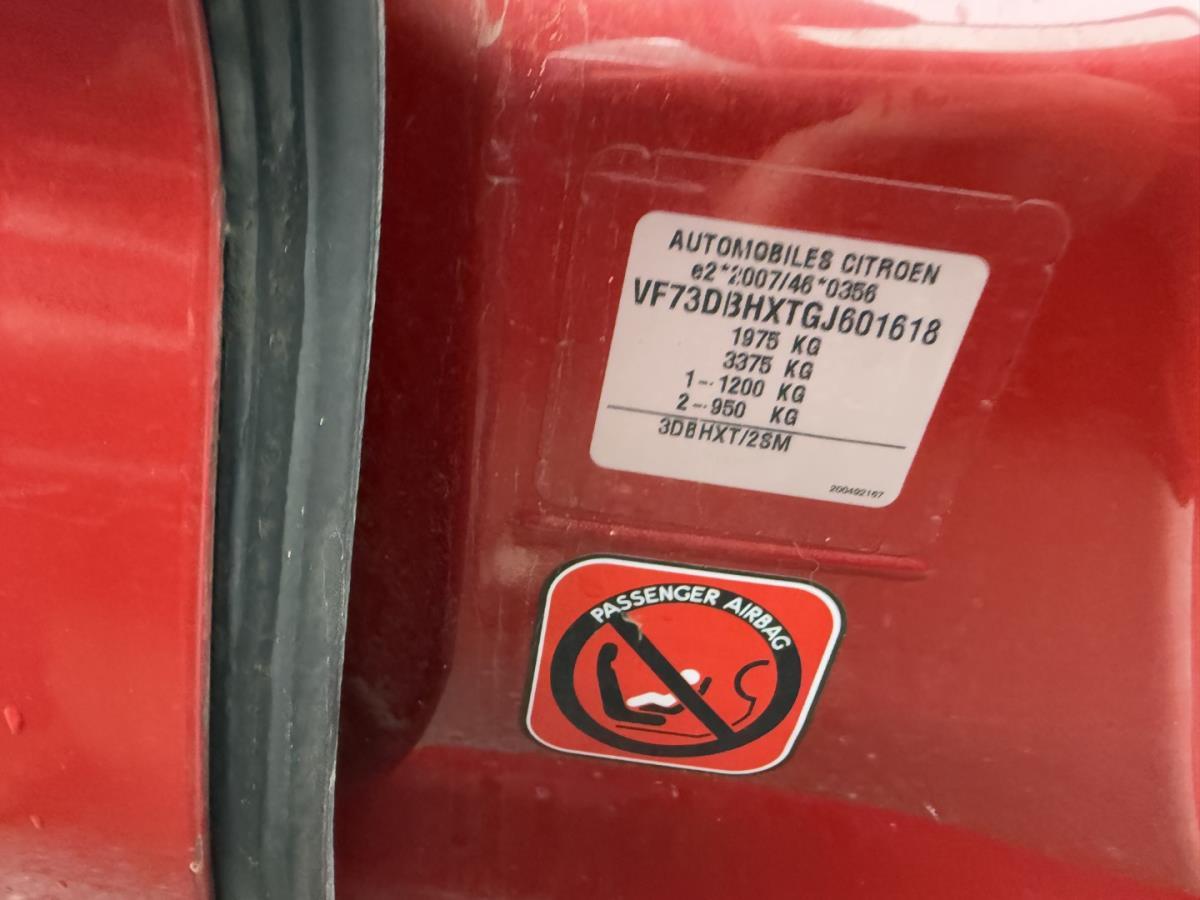 AUTOMOBILES CITROEN
e2*2007/46*0356
VF73DBHXTGJ601618
1975 KG
3375 KG
1--1200 KG
2--950 KG
3DBHXT/2SM
200492167
PASSENGER AIRBAG